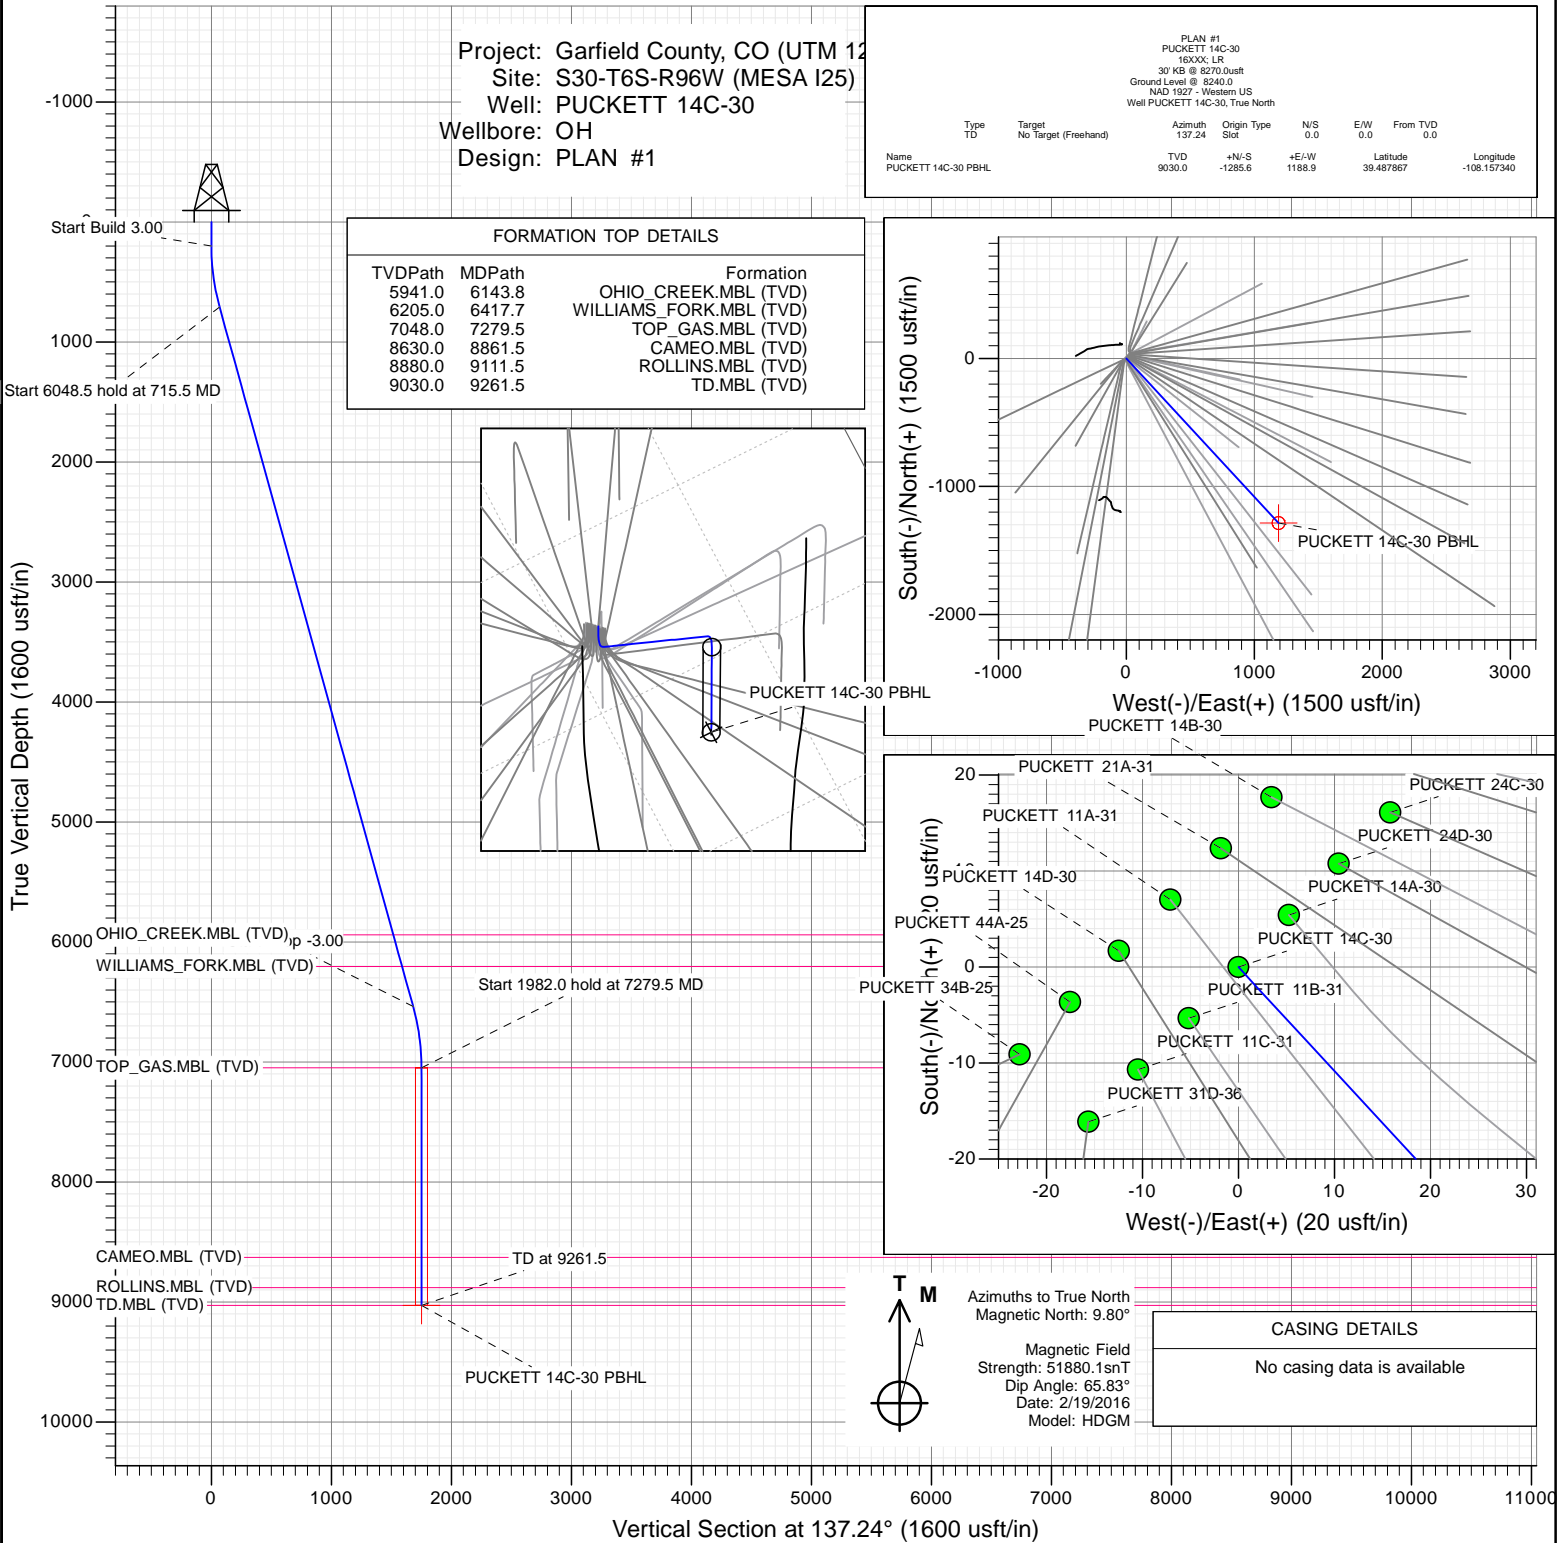 Project: Garfield County, CO (UTM 12
Site: S30-T6S-R96W (MESA I25)
Well: PUCKETT 14C-30
Wellbore: OH
Design: PLAN #1
PLAN #1
PUCKETT 14C-30
16XXX; LR
30' KB @ 8270.0usft
Ground Level @ 8240.0
NAD 1927 - Western US
Well PUCKETT 14C-30, True North
Type Target Azimuth Origin Type N/S E/W From TVD
TD No Target (Freehand) 137.24 Slot 0.0 0.0 0.0
Name TVD +N/-S +E/-W Latitude Longitude
PUCKETT 14C-30 PBHL 9030.0 -1285.6 1188.9 39.487867 -108.157340
FORMATION TOP DETAILS
TVDPath MDPath Formation
5941.0 6143.8 OHIO_CREEK.MBL (TVD)
6205.0 6417.7 WILLIAMS_FORK.MBL (TVD)
7048.0 7279.5 TOP_GAS.MBL (TVD)
8630.0 8861.5 CAMEO.MBL (TVD)
8880.0 9111.5 ROLLINS.MBL (TVD)
9030.0 9261.5 TD.MBL (TVD)
True Vertical Depth (1600 usft/in)
-1000
1000
2000
3000
4000
5000
6000
7000
8000
9000
10000
Start Build 3.00
Start 6048.5 hold at 715.5 MD
OHIO_CREEK.MBL (TVD)
op -3.00
WILLIAMS_FORK.MBL (TVD)
Start 1982.0 hold at 7279.5 MD
TOP_GAS.MBL (TVD)
CAMEO.MBL (TVD)
TD at 9261.5
ROLLINS.MBL (TVD)
TD.MBL (TVD)
PUCKETT 14C-30 PBHL
0 1000 2000 3000 4000 5000 6000 7000 8000 9000 10000 11000
Vertical Section at 137.24° (1600 usft/in)
PUCKETT 14C-30 PBHL
South(-)/North(+) (1500 usft/in)
0
-1000
-2000
PUCKETT 14C-30 PBHL
-1000 0 1000 2000 3000
West(-)/East(+) (1500 usft/in)
PUCKETT 14B-30
PUCKETT 21A-31
PUCKETT 24C-30
PUCKETT 11A-31
PUCKETT 24D-30
PUCKETT 14D-30
PUCKETT 14A-30
PUCKETT 44A-25
PUCKETT 14C-30
PUCKETT 34B-25
PUCKETT 11B-31
PUCKETT 11C-31
PUCKETT 31D-36
South(-)/North(+) (20 usft/in)
20
10
0
-10
-20
-20 -10 0 10 20 30
West(-)/East(+) (20 usft/in)
T
M
Azimuths to True North
Magnetic North: 9.80°
Magnetic Field
Strength: 51880.1snT
Dip Angle: 65.83°
Date: 2/19/2016
Model: HDGM
CASING DETAILS
No casing data is available